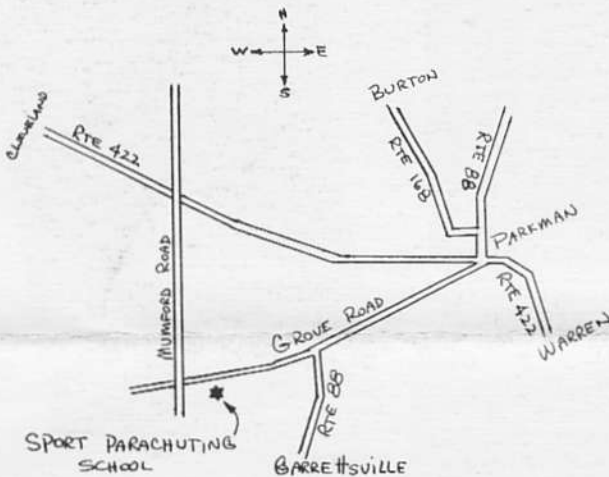 N
W E
S
BURTON
CLEVELAND
RTE 422
RTE 168
RTE 88
PARKMAN
MUMFORD ROAD
RTE 422
WARREN
GROVE ROAD
RTE 88
SPORT PARACHUTING
SCHOOL
GARRETTSVILLE